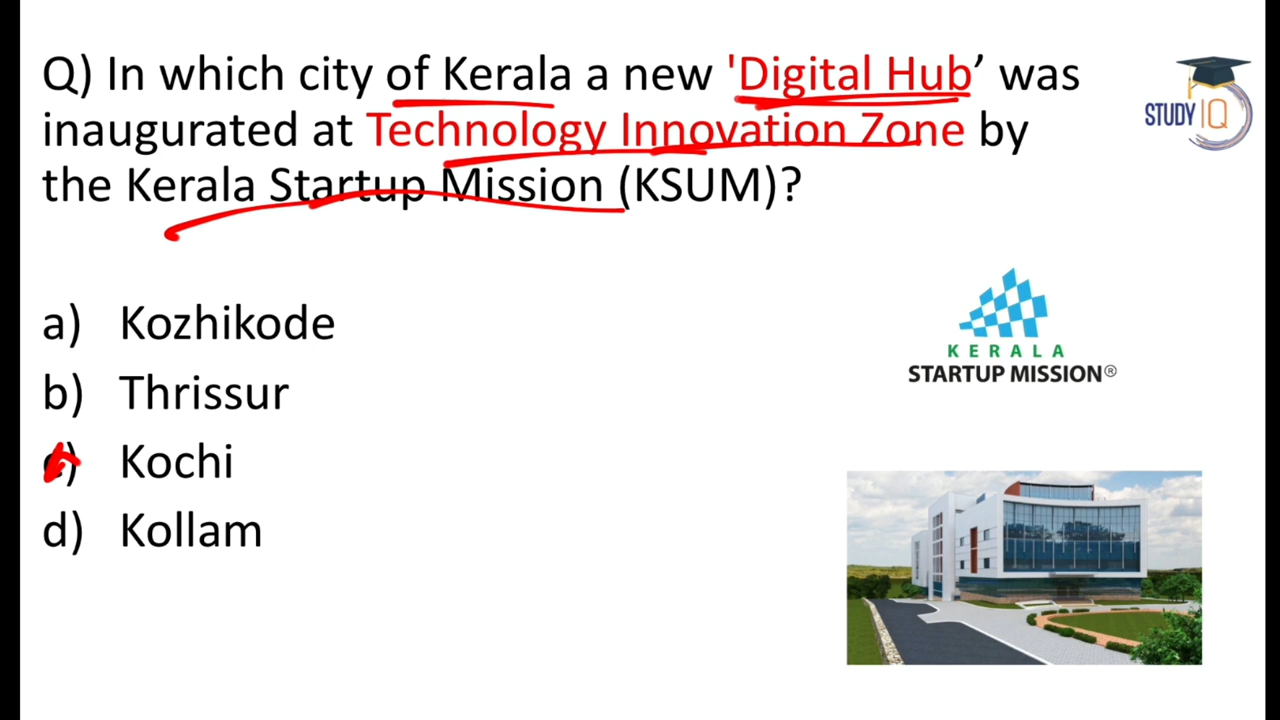 Q) In which city of Kerala a new 'Digital Hub’ was
inaugurated at Technology Innovation Zone by
the Kerala Startup Mission (KSUM)?
STUDY IQ
a) Kozhikode
b) Thrissur
c) Kochi
d) Kollam
KERALA
STARTUP MISSION®